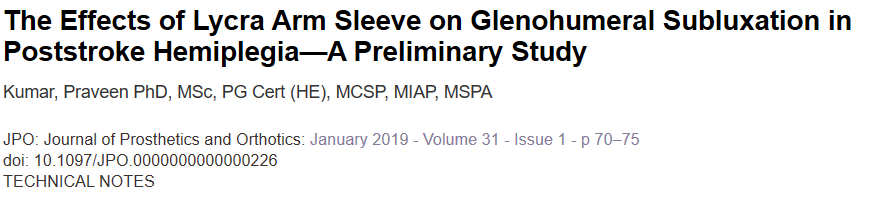 The Effects of Lycra Arm Sleeve on Glenohumeral Subluxation in
Poststroke Hemiplegia—A Preliminary Study
Kumar, Praveen PhD, MSc, PG Cert (HE), MCSP, MIAP, MSPA
JPO: Journal of Prosthetics and Orthotics: January 2019 - Volume 31 - Issue 1 - p 70–75
doi: 10.1097/JPO.0000000000000226
TECHNICAL NOTES